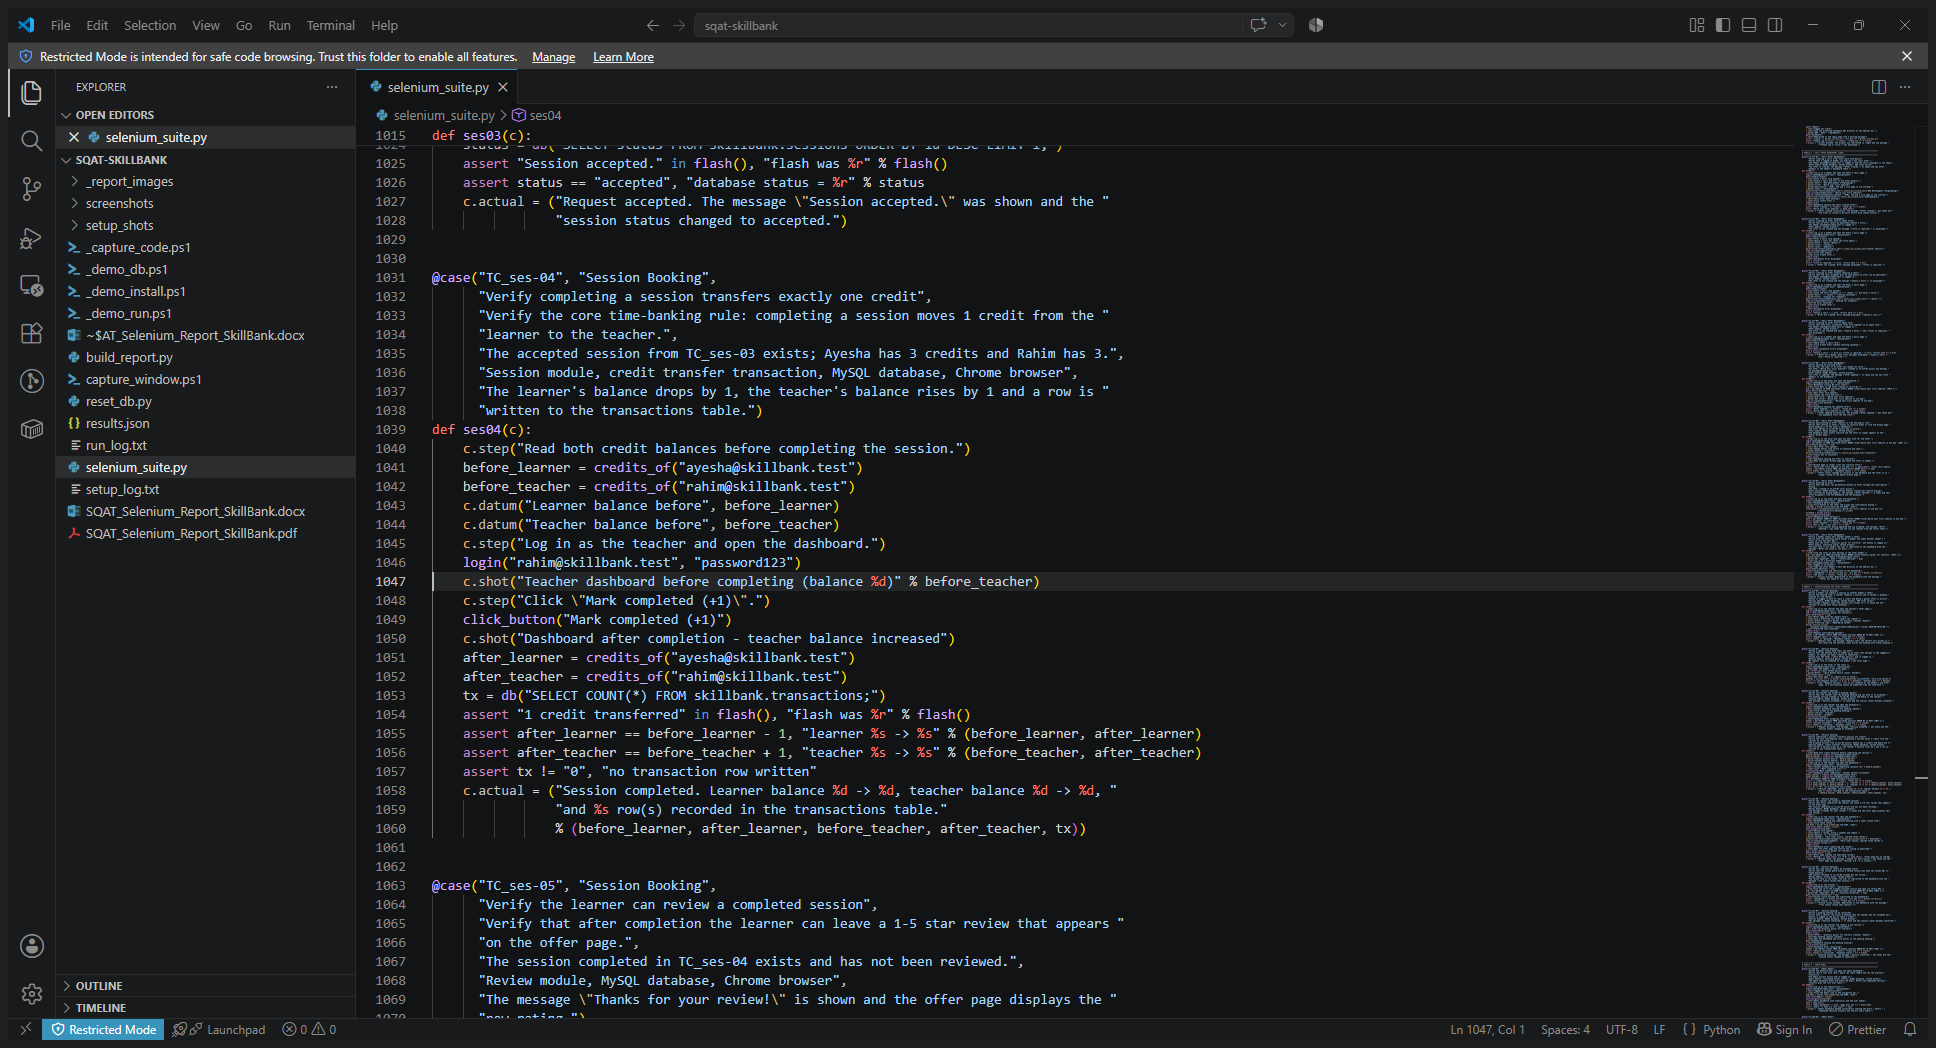 File Edit Selection View Go Run Terminal Help
sqat-skillbank
Restricted Mode is intended for safe code browsing. Trust this folder to enable all features. Manage Learn More
EXPLORER
OPEN EDITORS
selenium_suite.py
SQAT-SKILLBANK
_report_images
screenshots
setup_shots
_capture_code.ps1
_demo_db.ps1
_demo_install.ps1
_demo_run.ps1
~$AT_Selenium_Report_SkillBank.docx
build_report.py
capture_window.ps1
reset_db.py
results.json
run_log.txt
selenium_suite.py
setup_log.txt
SQAT_Selenium_Report_SkillBank.docx
SQAT_Selenium_Report_SkillBank.pdf
OUTLINE
TIMELINE
selenium_suite.py
selenium_suite.py > ses04
1015 def ses03(c):
1025 assert "Session accepted." in flash(), "flash was %r" % flash()
1026 assert status == "accepted", "database status = %r" % status
1027 c.actual = ("Request accepted. The message \"Session accepted.\" was shown and the "
1028 "session status changed to accepted.")
1029
1030
1031 @case("TC_ses-04", "Session Booking",
1032 "Verify completing a session transfers exactly one credit",
1033 "Verify the core time-banking rule: completing a session moves 1 credit from the "
1034 "learner to the teacher.",
1035 "The accepted session from TC_ses-03 exists; Ayesha has 3 credits and Rahim has 3.",
1036 "Session module, credit transfer transaction, MySQL database, Chrome browser",
1037 "The learner's balance drops by 1, the teacher's balance rises by 1 and a row is "
1038 "written to the transactions table.")
1039 def ses04(c):
1040 c.step("Read both credit balances before completing the session.")
1041 before_learner = credits_of("ayesha@skillbank.test")
1042 before_teacher = credits_of("rahim@skillbank.test")
1043 c.datum("Learner balance before", before_learner)
1044 c.datum("Teacher balance before", before_teacher)
1045 c.step("Log in as the teacher and open the dashboard.")
1046 login("rahim@skillbank.test", "password123")
1047 c.shot("Teacher dashboard before completing (balance %d)" % before_teacher)
1048 c.step("Click \"Mark completed (+1)\".")
1049 click_button("Mark completed (+1)")
1050 c.shot("Dashboard after completion - teacher balance increased")
1051 after_learner = credits_of("ayesha@skillbank.test")
1052 after_teacher = credits_of("rahim@skillbank.test")
1053 tx = db("SELECT COUNT(*) FROM skillbank.transactions;")
1054 assert "1 credit transferred" in flash(), "flash was %r" % flash()
1055 assert after_learner == before_learner - 1, "learner %s -> %s" % (before_learner, after_learner)
1056 assert after_teacher == before_teacher + 1, "teacher %s -> %s" % (before_teacher, after_teacher)
1057 assert tx != "0", "no transaction row written"
1058 c.actual = ("Session completed. Learner balance %d -> %d, teacher balance %d -> %d, "
1059 "and %s row(s) recorded in the transactions table."
1060 % (before_learner, after_learner, before_teacher, after_teacher, tx))
1061
1062
1063 @case("TC_ses-05", "Session Booking",
1064 "Verify the learner can review a completed session",
1065 "Verify that after completion the learner can leave a 1-5 star review that appears "
1066 "on the offer page.",
1067 "The session completed in TC_ses-04 exists and has not been reviewed.",
1068 "Review module, MySQL database, Chrome browser",
1069 "The message \"Thanks for your review!\" is shown and the offer page displays the "
Restricted Mode Launchpad 0 0 Ln 1047, Col 1 Spaces: 4 UTF-8 LF { } Python Sign In Prettier